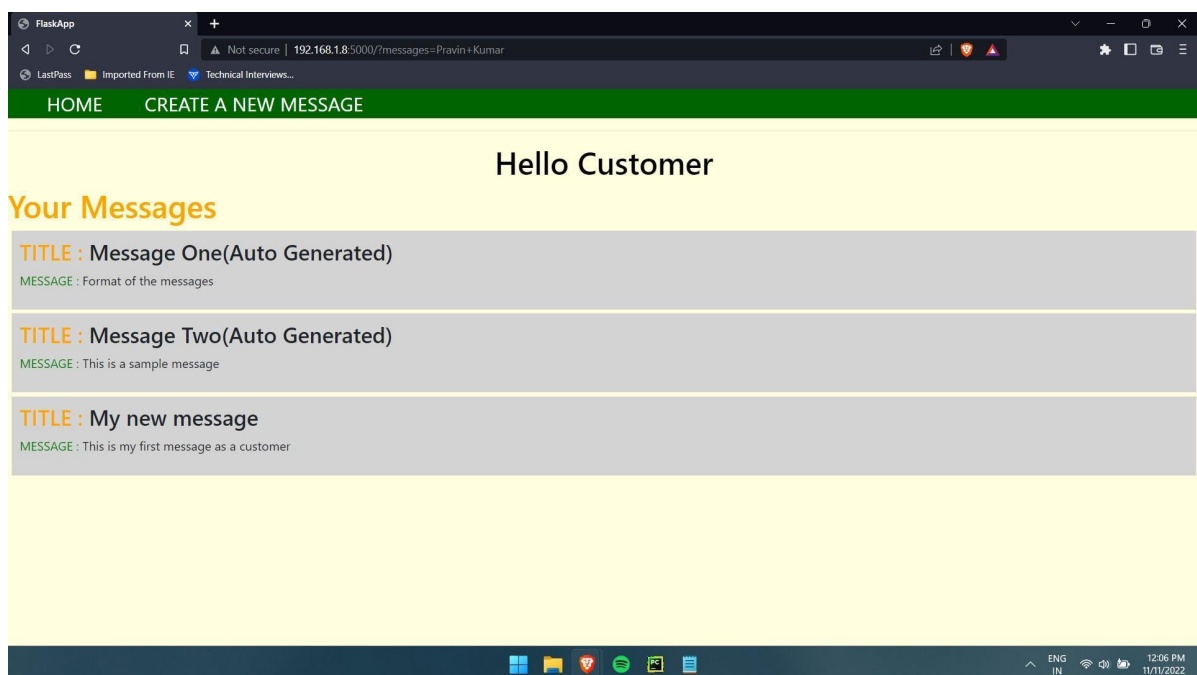 FlaskApp
Not secure | 192.168.1.8:5000/?messages=Pravin+Kumar
LastPass Imported From IE Technical Interviews...
HOME CREATE A NEW MESSAGE
Hello Customer
Your Messages
TITLE : Message One(Auto Generated)
MESSAGE : Format of the messages
TITLE : Message Two(Auto Generated)
MESSAGE : This is a sample message
TITLE : My new message
MESSAGE : This is my first message as a customer
ENG
IN
12:06 PM
11/11/2022